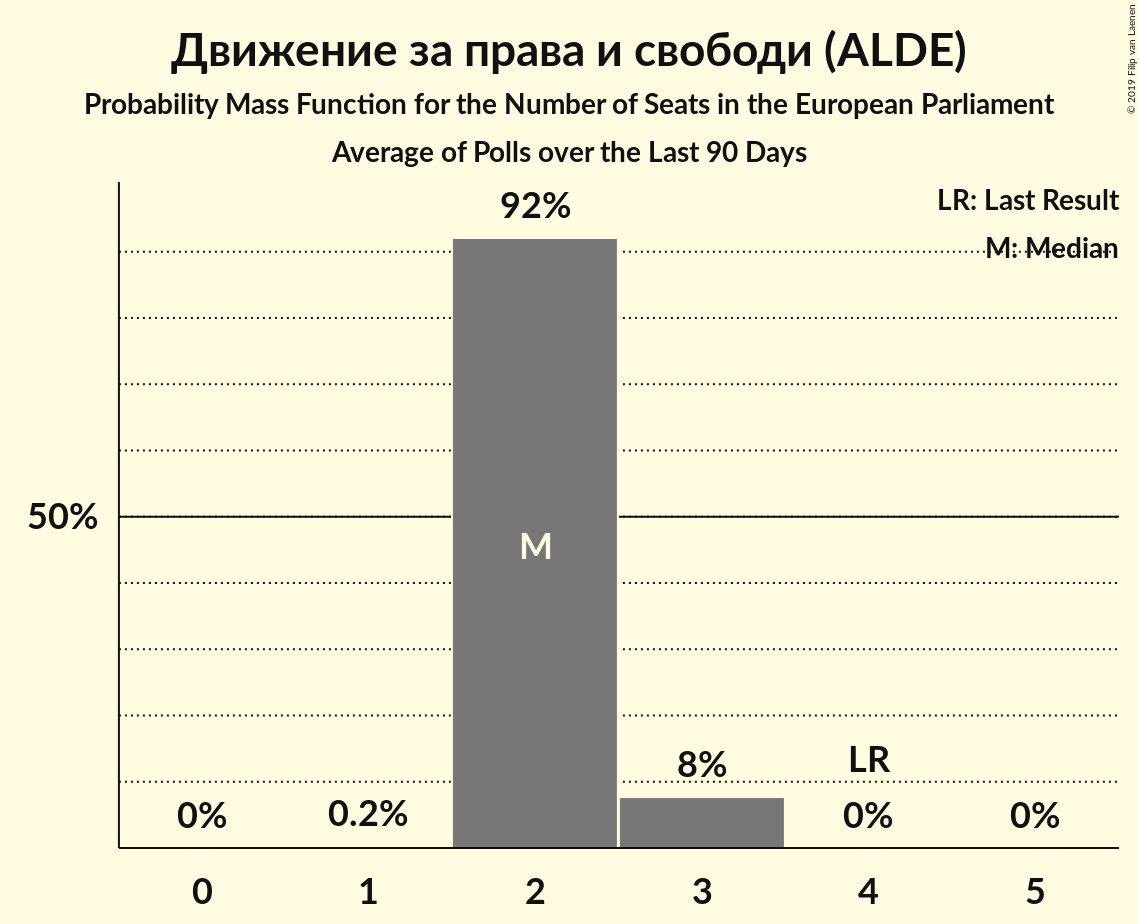 Движение за права и свободи (ALDE)
Probability Mass Function for the Number of Seats in the European Parliament
Average of Polls over the Last 90 Days
© 2019 Filip van Laenen
LR: Last Result
M: Median
92%
50%
M
8%
LR
0%
0.2%
0%
0%
0 1 2 3 4 5